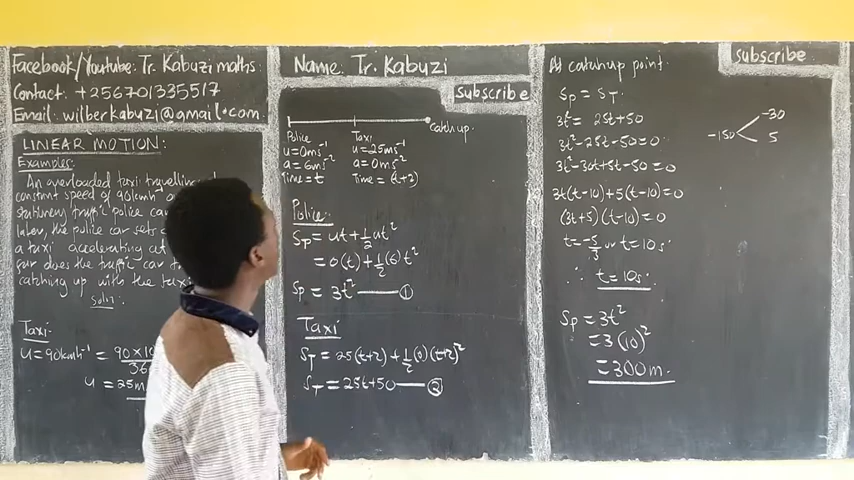 Facebook/Youtube: Tr. Kabuzi maths.
Contact: +256701335517
Email: wilberkabuzi@gmail.com
LINEAR MOTION:
Examples:
An overloaded taxi travelling
constant speed of 90kmh⁻¹
stationary traffic police car
later, the police car sets
a taxi accelerating at
far does the traffic car
catching up with the taxi
soln:
Taxi
u = 90kmh⁻¹ = 90×10
36
u = 25m
Name: Tr. Kabuzi
Subscribe
catchup
Police Taxi
u=0ms⁻¹ u=25ms⁻¹
a=6ms⁻² a=0ms⁻²
Time=t Time=(t+2)
Police
= ut+½at²
= 0(t)+½(6)t²
Sp = 3t² — ①
Taxi
S_T = 25(t+2)+½(0)(t+2)²
S_T = 25t+50 — ②
Subscribe
At catchup point.
Sp = S_T
3t² = 25t+50
3t²-25t-50=0
3t²-30t+5t-50=0
3t(t-10)+5(t-10)=0
(3t+5)(t-10)=0
t=-5/3 or t=10s
∴ t=10s
Sp = 3t²
= 3(10)²
= 300m
-30
-150
5